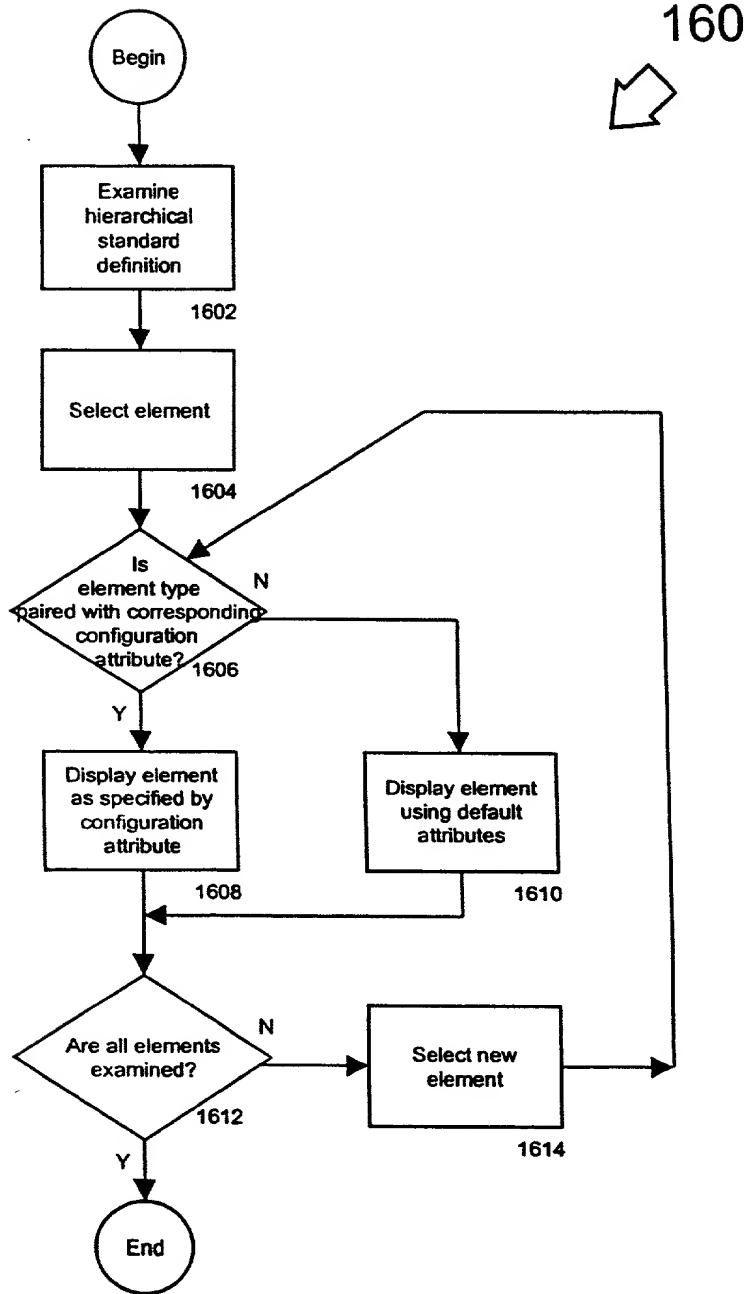 160
Begin
Examine
hierarchical
standard
definition
1602
Select element
1604
Is
element type
paired with corresponding
configuration
attribute?
1606
N
Y
Display element
as specified by
configuration
attribute
1608
Display element
using default
attributes
1610
Are all elements
examined?
1612
N
Select new
element
1614
Y
End